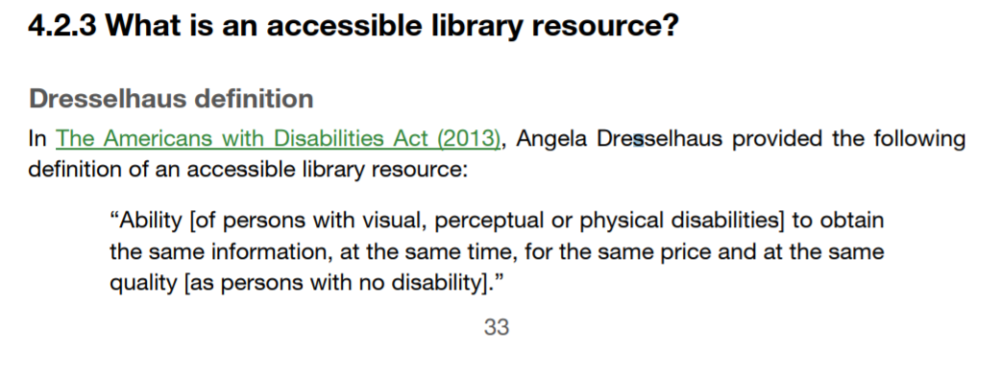 4.2.3 What is an accessible library resource?
Dresselhaus definition
In The Americans with Disabilities Act (2013), Angela Dresselhaus provided the following
definition of an accessible library resource:
“Ability [of persons with visual, perceptual or physical disabilities] to obtain
the same information, at the same time, for the same price and at the same
quality [as persons with no disability].”
33